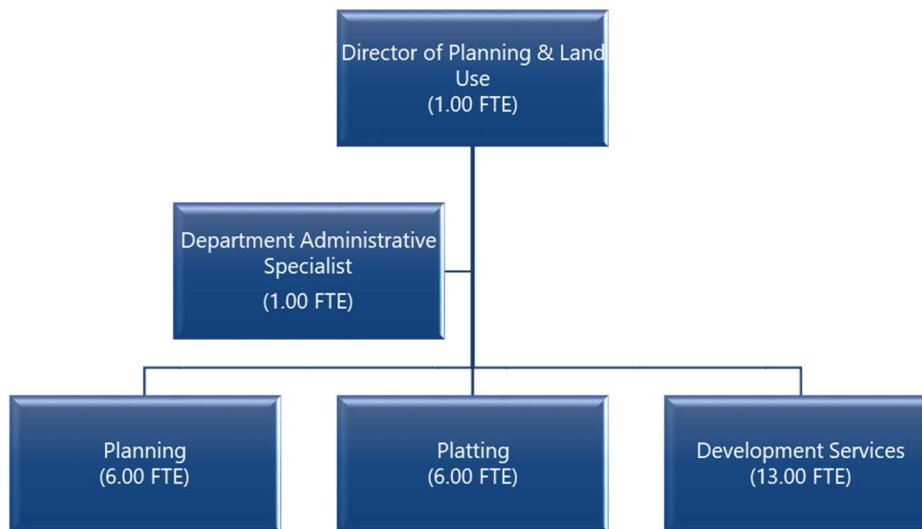 Director of Planning & Land
Use
(1.00 FTE)
Department Administrative
Specialist
(1.00 FTE)
Planning
(6.00 FTE)
Platting
(6.00 FTE)
Development Services
(13.00 FTE)